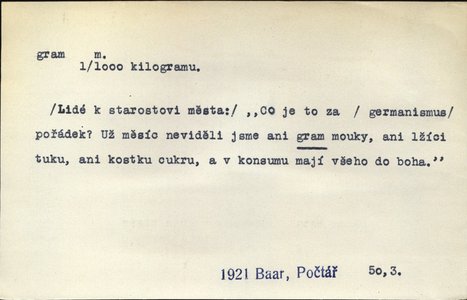 gram m.
1/1000 kilogramu.
/Lidé k starostovi města:/ ,,Co je to za / germanismus/
pořádek? Už měsíc neviděli jsme ani gram mouky, ani lžíci
tuku, ani kostku cukru, a v konsumu mají všeho do boha.”
1921 Baar, Počtář 50,3.